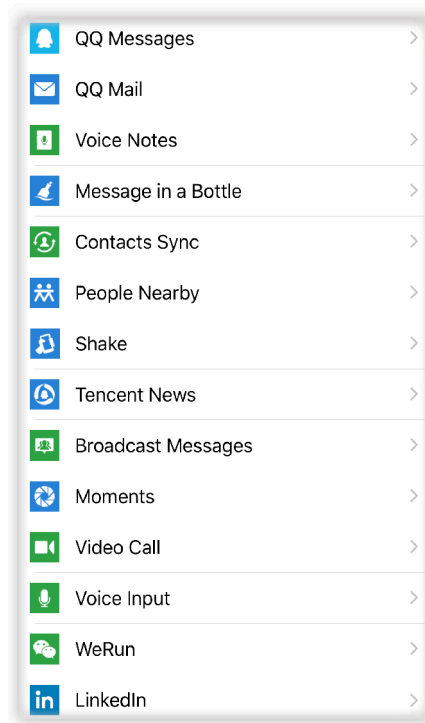 QQ Messages
QQ Mail
Voice Notes
Message in a Bottle
Contacts Sync
People Nearby
Shake
Tencent News
Broadcast Messages
Moments
Video Call
Voice Input
WeRun
in LinkedIn